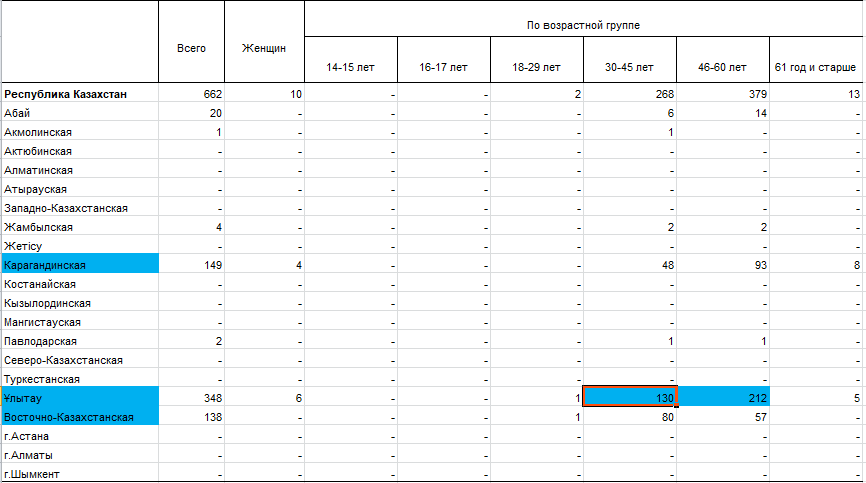 По возрастной группе
Всего Женщин
14-15 лет 16-17 лет 18-29 лет 30-45 лет 46-60 лет 61 год и старше
Республика Казахстан 662 10 - - 2 268 379 13
Абай 20 - - - - 6 14 -
Акмолинская 1 - - - - 1 - -
Актюбинская - - - - - - - -
Алматинская - - - - - - - -
Атырауская - - - - - - - -
Западно-Казахстанская - - - - - - - -
Жамбылская 4 - - - - 2 2 -
Жетісу - - - - - - - -
Карагандинская 149 4 - - - 48 93 8
Костанайская - - - - - - - -
Кызылординская - - - - - - - -
Мангистауская - - - - - - - -
Павлодарская 2 - - - - 1 1 -
Северо-Казахстанская - - - - - - - -
Туркестанская - - - - - - - -
Ұлытау 348 6 - - 1 130 212 5
Восточно-Казахстанская 138 - - - 1 80 57 -
г.Астана - - - - - - - -
г.Алматы - - - - - - - -
г.Шымкент - - - - - - - -